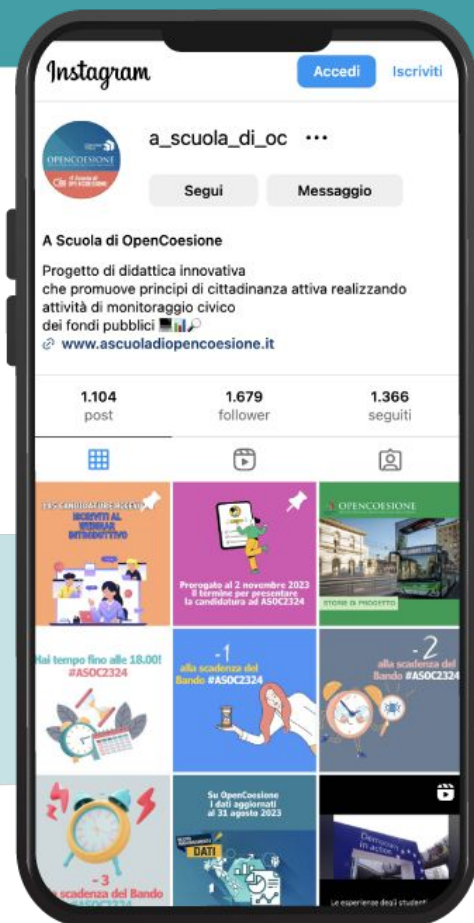 Instagram
Accedi
Iscriviti
OPENCOESIONE
a_scuola_di_oc
Segui
Messaggio
A Scuola di OpenCoesione
Progetto di didattica innovativa
che promuove principi di cittadinanza attiva realizzando
attività di monitoraggio civico
dei fondi pubblici
www.ascuoladiopencoesione.it
1.104
post
1.679
follower
1.366
seguiti
ISCRIVITI AL
WEBINAR
INTRODUTTIVO
Prorogato al 2 novembre 2023
il termine per presentare
la candidatura ad ASOC2324
OPENCOESIONE
STORIE DI PROGETTO
Hai tempo fino alle 18.00!
#ASOC2324
-1
alla scadenza del
Bando #ASOC2324
-2
alla scadenza del
Bando #ASOC2324
-3
scadenza del Bando
Su OpenCoesione
i dati aggiornati
al 31 agosto 2023
DATI
Democracy
in action
Le esperienze degli studenti